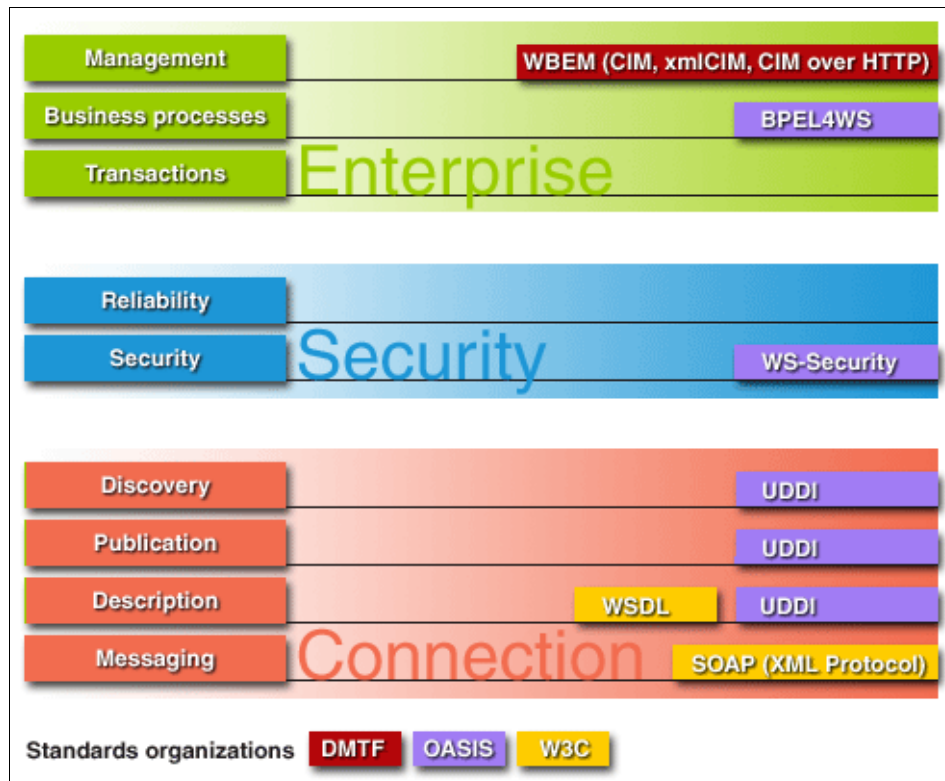 Management
WBEM (CIM, xmlCIM, CIM over HTTP)
Business processes
BPEL4WS
Transactions
Enterprise
Reliability
Security
Security
WS-Security
Discovery
UDDI
Publication
UDDI
Description
WSDL
UDDI
Messaging
Connection
SOAP (XML Protocol)
Standards organizations
DMTF
OASIS
W3C